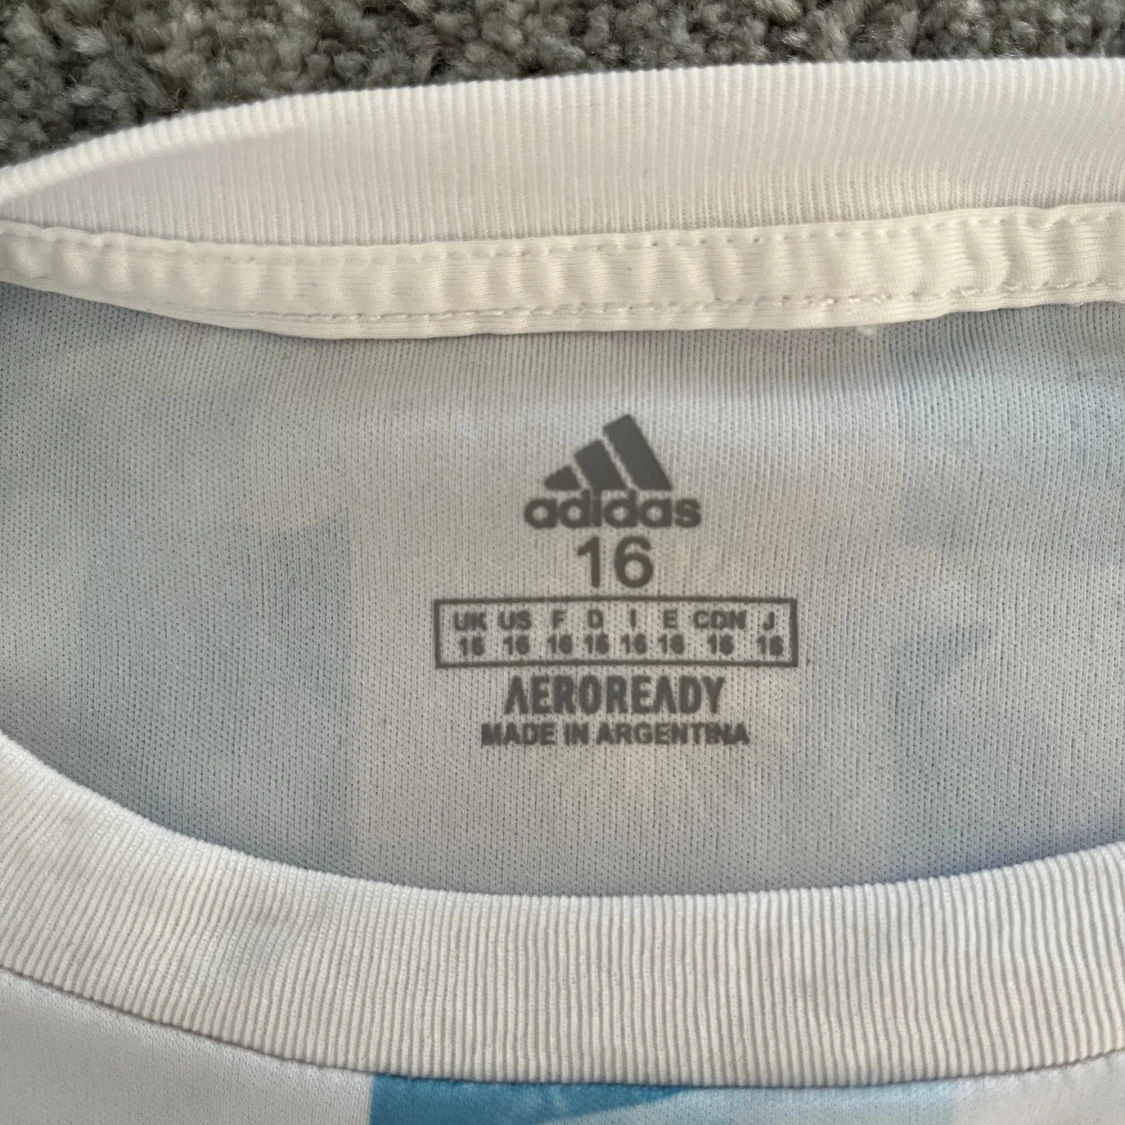 adidas
16
UK US F D I E CDN J
16 16 16 16 16 16 16 16
AEROREADY
MADE IN ARGENTINA